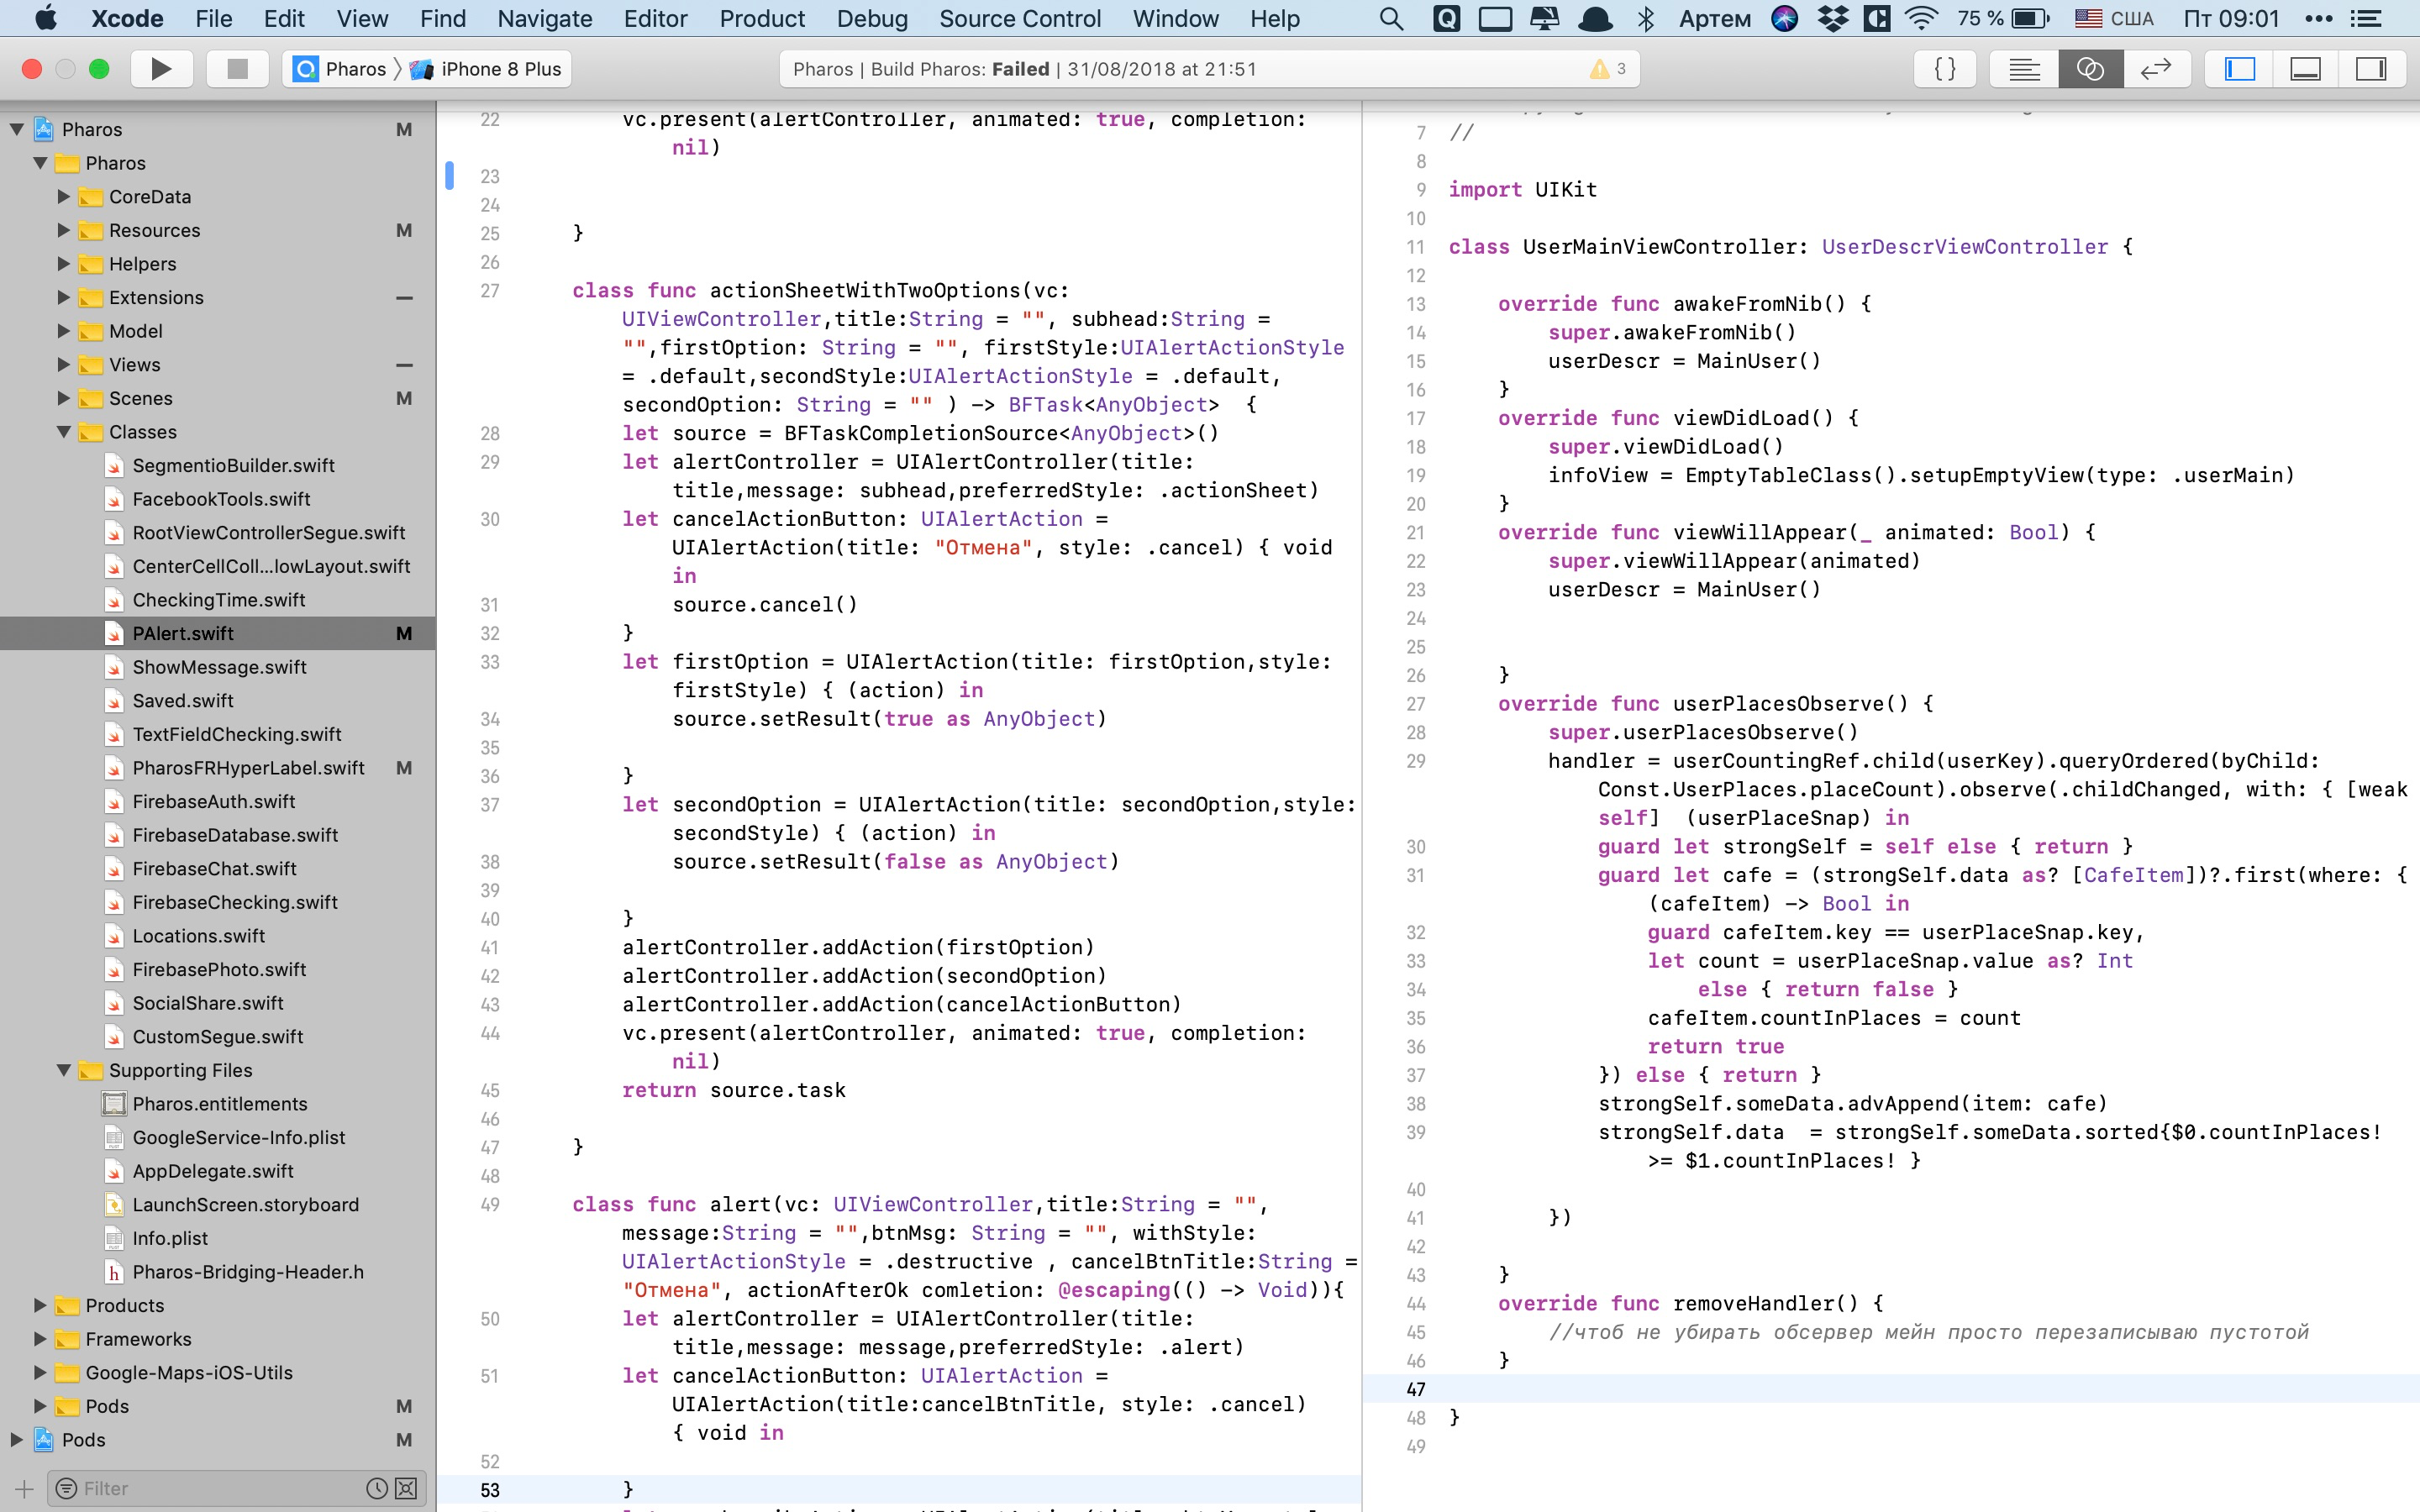 Xcode File Edit View Find Navigate Editor Product Debug Source Control Window Help Артем 75 % США Пт 09:01
Pharos iPhone 8 Plus
Pharos | Build Pharos: Failed | 31/08/2018 at 21:51 3
Pharos M
Pharos
CoreData
Resources M
Helpers
Extensions
Model
Views
Scenes M
Classes
SegmentioBuilder.swift
FacebookTools.swift
RootViewControllerSegue.swift
CenterCellColl...lowLayout.swift
CheckingTime.swift
PAlert.swift M
ShowMessage.swift
Saved.swift
TextFieldChecking.swift
PharosFRHyperLabel.swift M
FirebaseAuth.swift
FirebaseDatabase.swift
FirebaseChat.swift
FirebaseChecking.swift
Locations.swift
FirebasePhoto.swift
SocialShare.swift
CustomSegue.swift
Supporting Files
Pharos.entitlements
GoogleService-Info.plist
AppDelegate.swift
LaunchScreen.storyboard
Info.plist
Pharos-Bridging-Header.h
Products
Frameworks
Google-Maps-iOS-Utils
Pods M
Pods M
Filter
22 vc.present(alertController, animated: true, completion:
nil)
23
24
25 }
26
27 class func actionSheetWithTwoOptions(vc:
UIViewController,title:String = "", subhead:String =
"",firstOption: String = "", firstStyle:UIAlertActionStyle
= .default,secondStyle:UIAlertActionStyle = .default,
secondOption: String = "" ) -> BFTask<AnyObject>  {
28 let source = BFTaskCompletionSource<AnyObject>()
29 let alertController = UIAlertController(title:
title,message: subhead,preferredStyle: .actionSheet)
30 let cancelActionButton: UIAlertAction =
UIAlertAction(title: "Отмена", style: .cancel) { void
in
31 source.cancel()
32 }
33 let firstOption = UIAlertAction(title: firstOption,style:
firstStyle) { (action) in
34 source.setResult(true as AnyObject)
35
36 }
37 let secondOption = UIAlertAction(title: secondOption,style:
secondStyle) { (action) in
38 source.setResult(false as AnyObject)
39
40 }
41 alertController.addAction(firstOption)
42 alertController.addAction(secondOption)
43 alertController.addAction(cancelActionButton)
44 vc.present(alertController, animated: true, completion:
nil)
45 return source.task
46
47 }
48
49 class func alert(vc: UIViewController,title:String = "",
message:String = "",btnMsg: String = "", withStyle:
UIAlertActionStyle = .destructive , cancelBtnTitle:String =
"Отмена", actionAfterOk comletion: @escaping(() -> Void)){
50 let alertController = UIAlertController(title:
title,message: message,preferredStyle: .alert)
51 let cancelActionButton: UIAlertAction =
UIAlertAction(title:cancelBtnTitle, style: .cancel)
{ void in
52
53 }
7 //
8
9 import UIKit
10
11 class UserMainViewController: UserDescrViewController {
12
13 override func awakeFromNib() {
14 super.awakeFromNib()
15 userDescr = MainUser()
16 }
17 override func viewDidLoad() {
18 super.viewDidLoad()
19 infoView = EmptyTableClass().setupEmptyView(type: .userMain)
20 }
21 override func viewWillAppear(_ animated: Bool) {
22 super.viewWillAppear(animated)
23 userDescr = MainUser()
24
25
26 }
27 override func userPlacesObserve() {
28 super.userPlacesObserve()
29 handler = userCountingRef.child(userKey).queryOrdered(byChild:
Const.UserPlaces.placeCount).observe(.childChanged, with: { [weak
self]  (userPlaceSnap) in
30 guard let strongSelf = self else { return }
31 guard let cafe = (strongSelf.data as? [CafeItem])?.first(where: {
(cafeItem) -> Bool in
32 guard cafeItem.key == userPlaceSnap.key,
33 let count = userPlaceSnap.value as? Int
34 else { return false }
35 cafeItem.countInPlaces = count
36 return true
37 }) else { return }
38 strongSelf.someData.advAppend(item: cafe)
39 strongSelf.data  = strongSelf.someData.sorted{$0.countInPlaces!
>= $1.countInPlaces! }
40
41 })
42
43 }
44 override func removeHandler() {
45 //чтоб не убирать обсервер мейн просто перезаписываю пустотой
46 }
47
48 }
49